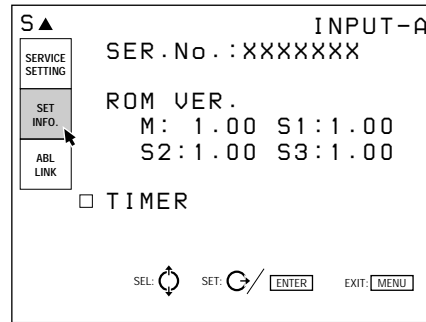 S▲ INPUT-A
SERVICE
SETTING
SER.No.:XXXXXXX
SET
INFO.
ROM VER.
M: 1.00 S1:1.00
S2:1.00 S3:1.00
ABL
LINK
□ TIMER
SEL: SET: / ENTER EXIT: MENU